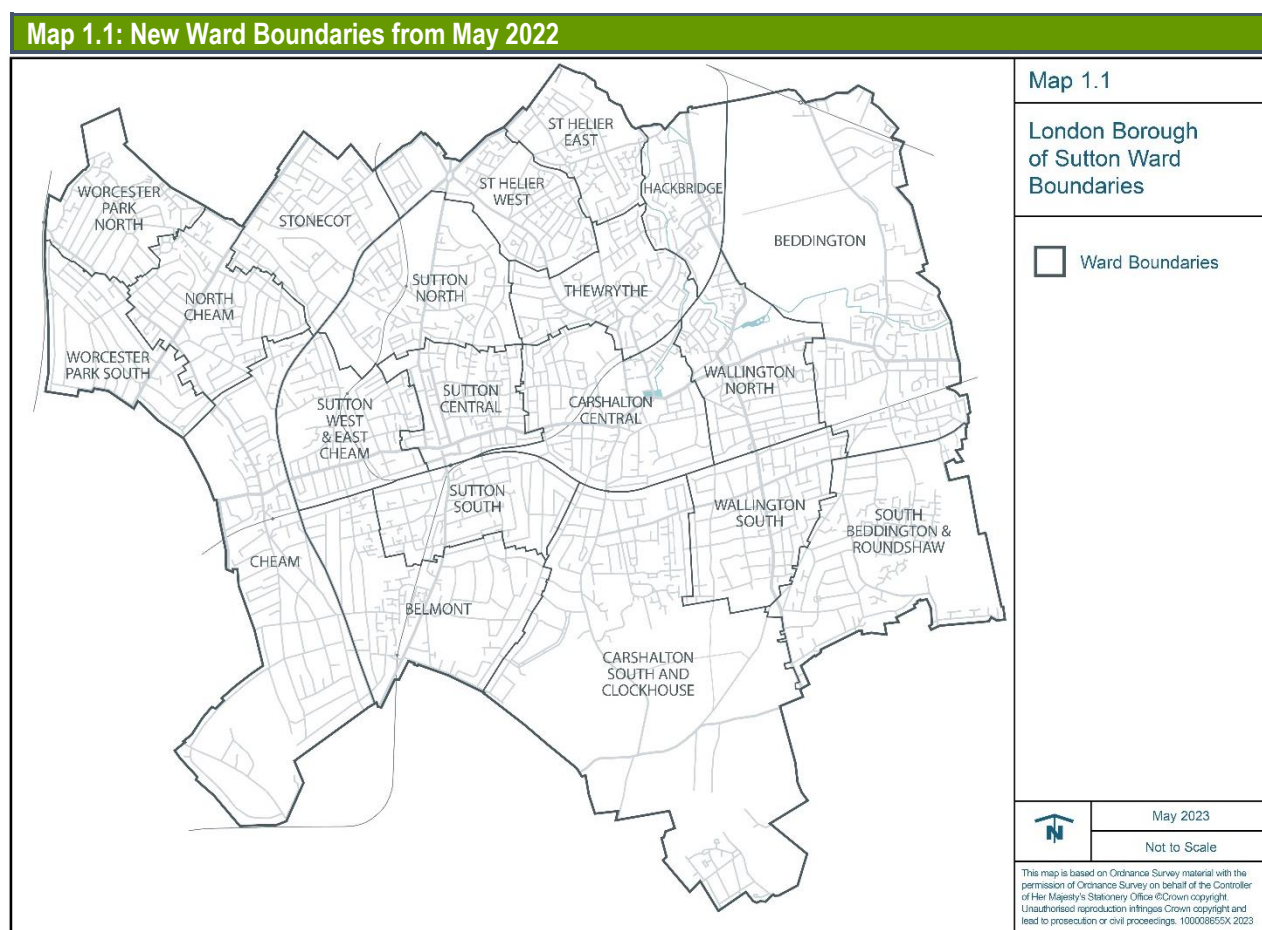 Map 1.1: New Ward Boundaries from May 2022
Map 1.1
London Borough
of Sutton Ward
Boundaries
Ward Boundaries
ST HELIER
EAST
ST HELIER
WEST
HACKBRIDGE
WORCESTER
PARK
NORTH
STONECOT
BEDDINGTON
SUTTON
NORTH
THEWRYTHE
NORTH
CHEAM
WORCESTER
PARK SOUTH
WALLINGTON
NORTH
SUTTON
CENTRAL
CARSHALTON
CENTRAL
SUTTON
WEST
& EAST
CHEAM
SUTTON
SOUTH
WALLINGTON
SOUTH
SOUTH
BEDDINGTON &
ROUNDSHAW
CHEAM
BELMONT
CARSHALTON
SOUTH AND
CLOCKHOUSE
N
May 2023
Not to Scale
This map is based on Ordnance Survey material with the
permission of Ordnance Survey on behalf of the Controller
of Her Majesty's Stationery Office ©Crown copyright.
Unauthorised reproduction infringes Crown copyright and
lead to prosecution or civil proceedings. 100008655X 2023